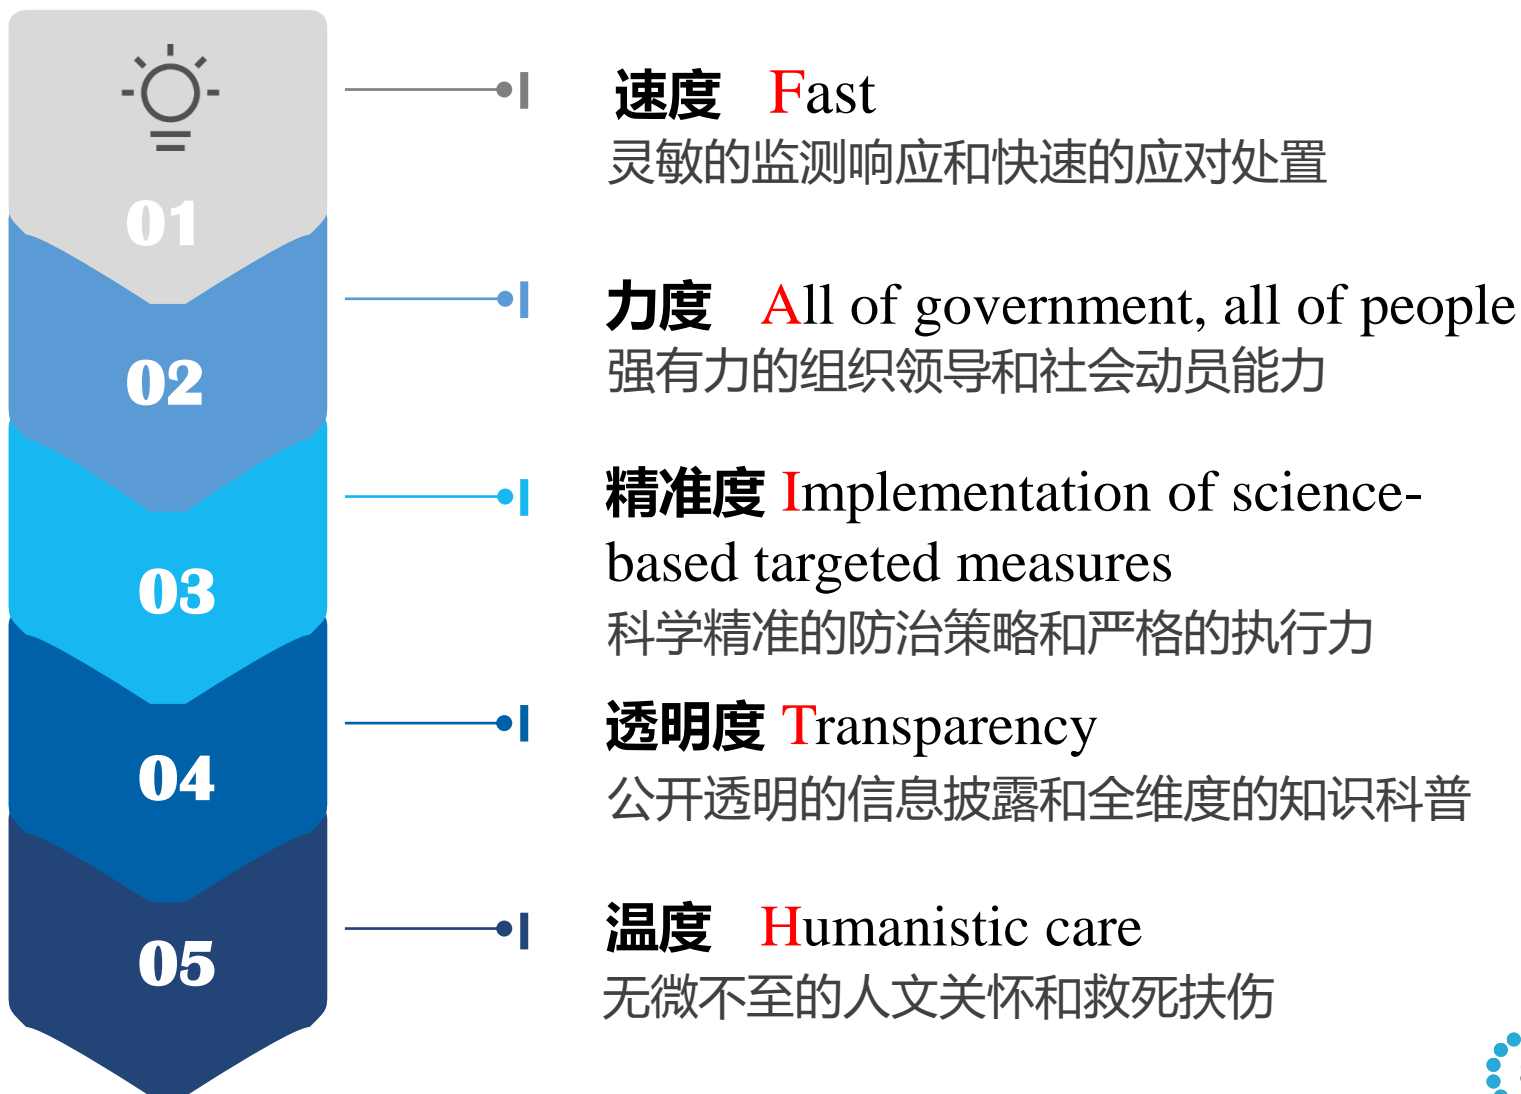 01
速度 Fast
灵敏的监测响应和快速的应对处置
02
力度 All of government, all of people
强有力的组织领导和社会动员能力
03
精准度 Implementation of science-
based targeted measures
科学精准的防治策略和严格的执行力
04
透明度 Transparency
公开透明的信息披露和全维度的知识科普
05
温度 Humanistic care
无微不至的人文关怀和救死扶伤